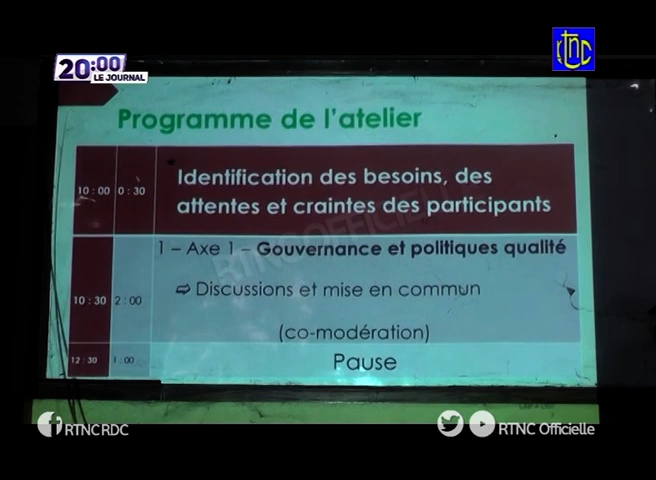 20:00
LE JOURNAL
rtnc
Programme de l'atelier
10 : 00 0 : 30 Identification des besoins, des
attentes et craintes des participants
1 – Axe 1 – Gouvernance et politiques qualité
10 : 30 2 : 00 ⇨ Discussions et mise en commun
(co-modération)
12 : 30 1 : 00 Pause
RTNCOFFICIEL
RTNCRDC
RTNC Officielle